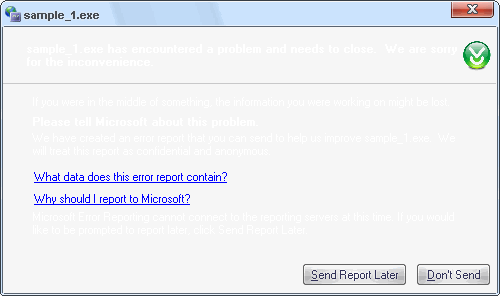 sample_1.exe
sample_1.exe has encountered a problem and needs to close.  We are sorry
for the inconvenience.
If you were in the middle of something, the information you were working on might be lost.
Please tell Microsoft about this problem.
We have created an error report that you can send to help us improve sample_1.exe.  We
will treat this report as confidential and anonymous.
What data does this error report contain?
Why should I report to Microsoft?
Microsoft Error Reporting cannot connect to the reporting servers at this time. If you would
like to be prompted to report later, click Send Report Later.
Send Report Later
Don't Send